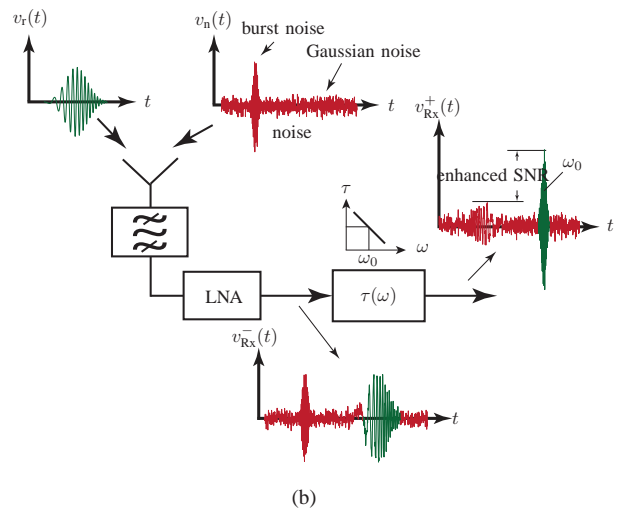 v_r(t)
v_n(t)
burst noise
Gaussian noise
t
t
noise
v_Rx^+(t)
enhanced SNR
ω_0
t
τ
ω
ω_0
LNA
τ(ω)
v_Rx^-(t)
t
(b)